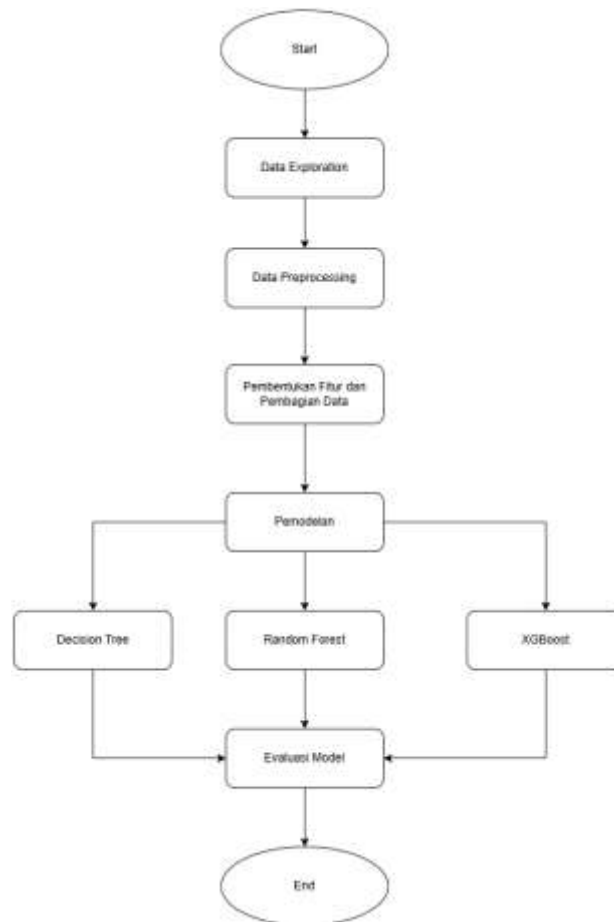 Start
Data Exploration
Data Preprocessing
Pembentukan Fitur dan
Pembagian Data
Pemodelan
Decision Tree
Random Forest
XGBoost
Evaluasi Model
End